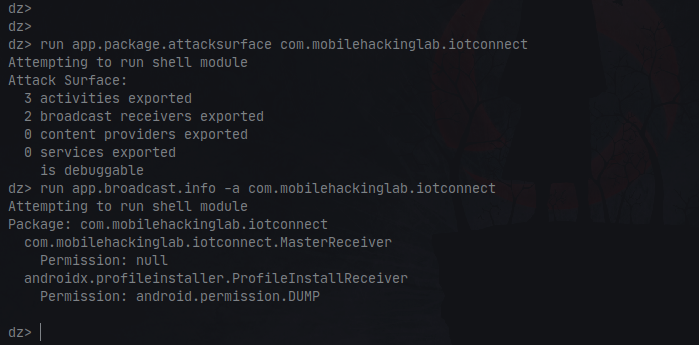 dz>
dz>
dz> run app.package.attacksurface com.mobilehackinglab.iotconnect
Attempting to run shell module
Attack Surface:
  3 activities exported
  2 broadcast receivers exported
  0 content providers exported
  0 services exported
    is debuggable
dz> run app.broadcast.info -a com.mobilehackinglab.iotconnect
Attempting to run shell module
Package: com.mobilehackinglab.iotconnect
  com.mobilehackinglab.iotconnect.MasterReceiver
    Permission: null
  androidx.profileinstaller.ProfileInstallReceiver
    Permission: android.permission.DUMP
dz>